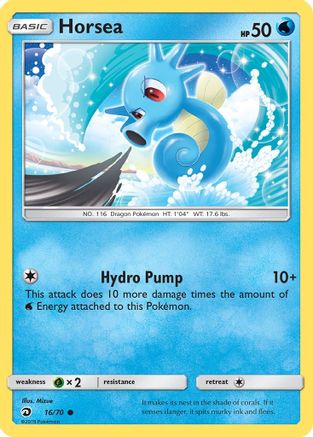 BASIC Horsea HP 50
NO. 116 Dragon Pokémon HT. 1'04" WT. 17.6 lbs.
Hydro Pump 10+
This attack does 10 more damage times the amount of
Energy attached to this Pokémon.
weakness × 2 resistance retreat
Illus. Mizue
16/70
©2018 Pokémon
It makes its nest in the shade of corals. If it
senses danger, it spits murky ink and flees.